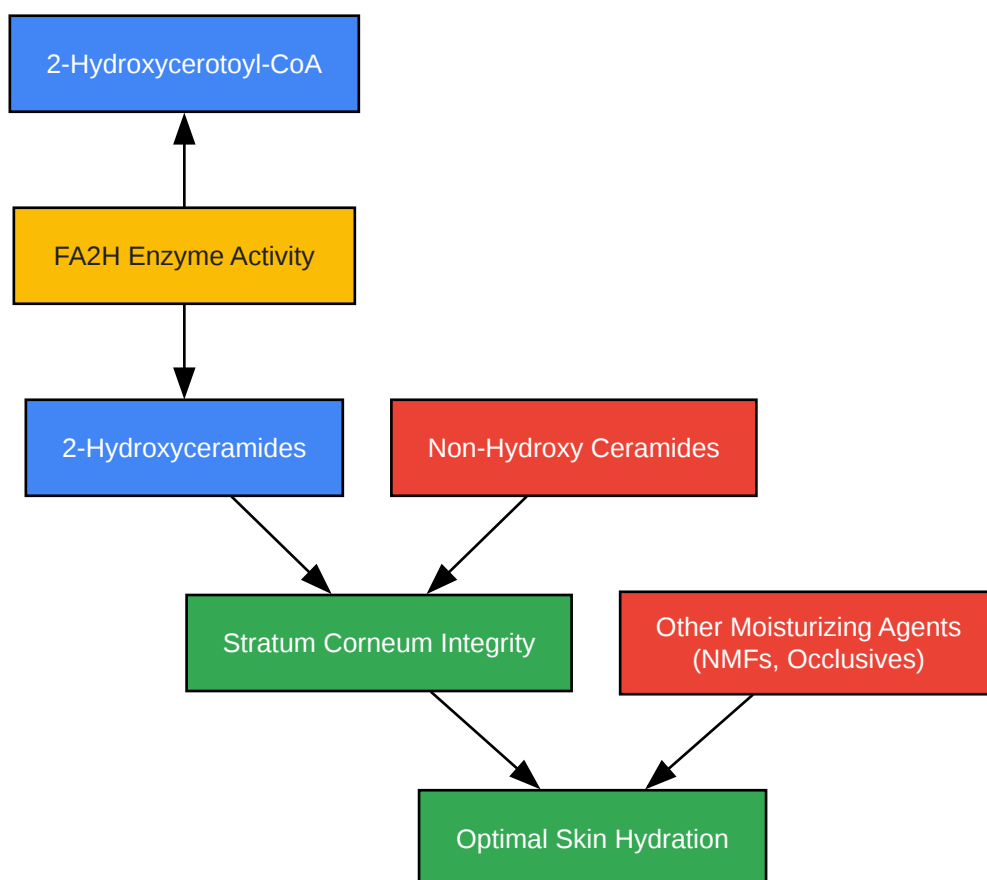 2-Hydroxycerotoyl-CoA
FA2H Enzyme Activity
2-Hydroxyceramides
Non-Hydroxy Ceramides
Stratum Corneum Integrity
Other Moisturizing Agents
(NMFs, Occlusives)
Optimal Skin Hydration